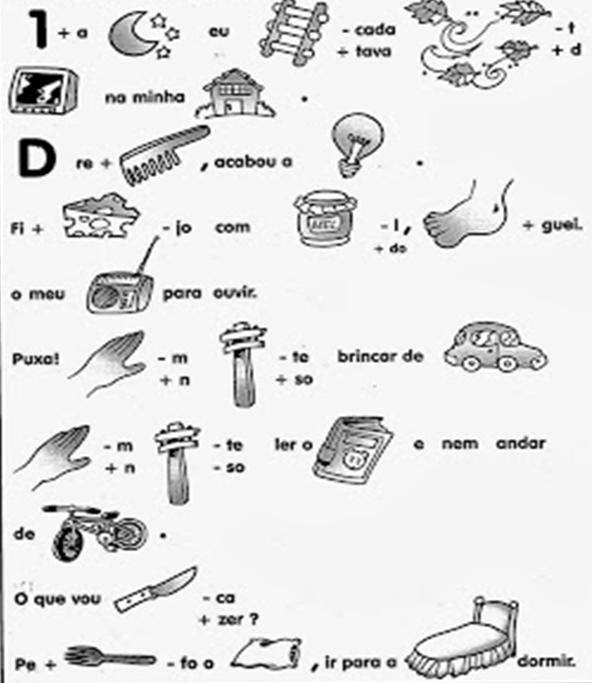 1 + a eu - cada - t
+ tava + d
na minha .
D re + , acabou a .
Fi + - jo com MEL - l , + guei.
+ do
o meu para ouvir.
Puxa! - m - te brincar de
+ n + so
- m - te ler o e nem andar
+ n - so
de .
O que vou - ca
+ zer ?
Pe + - fo o , ir para a dormir.